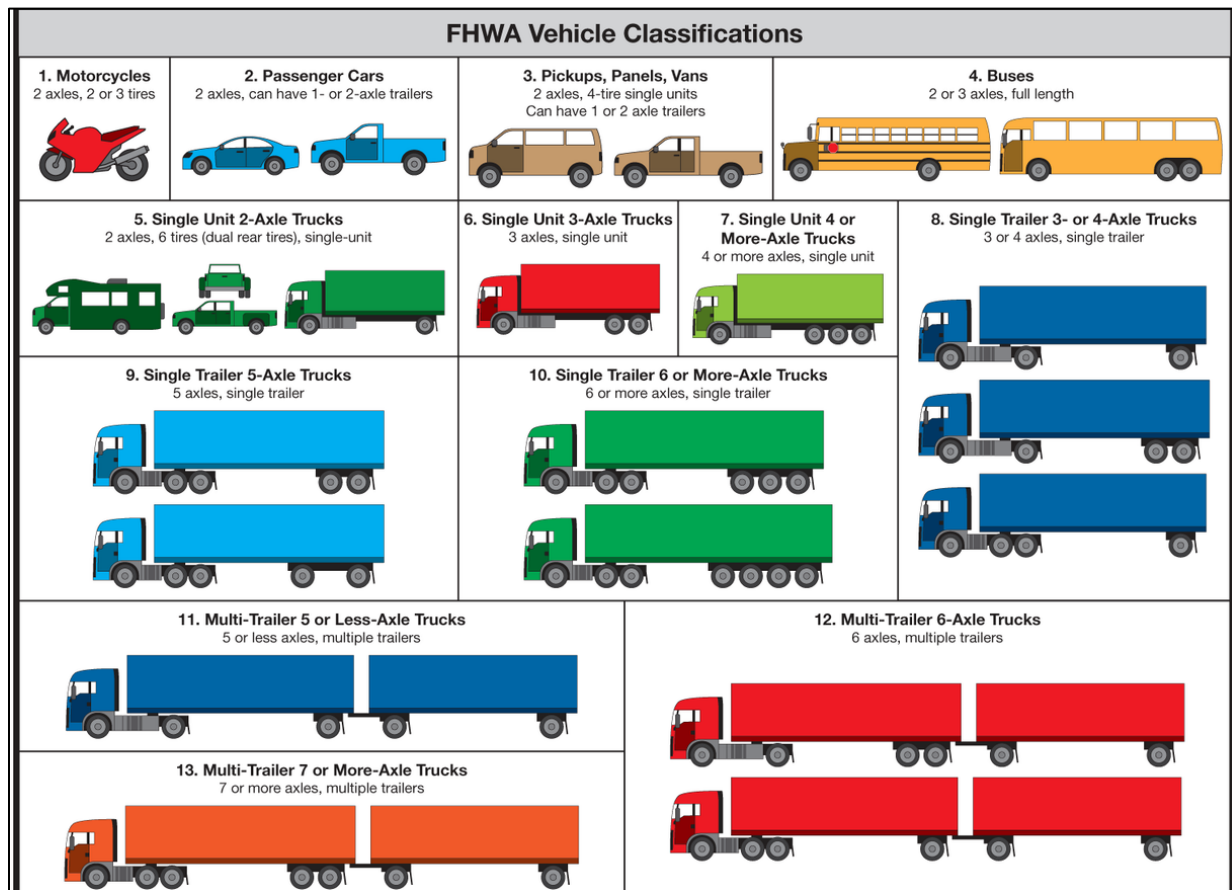 FHWA Vehicle Classifications
1. Motorcycles
2 axles, 2 or 3 tires
2. Passenger Cars
2 axles, can have 1- or 2-axle trailers
3. Pickups, Panels, Vans
2 axles, 4-tire single units
Can have 1 or 2 axle trailers
4. Buses
2 or 3 axles, full length
5. Single Unit 2-Axle Trucks
2 axles, 6 tires (dual rear tires), single-unit
6. Single Unit 3-Axle Trucks
3 axles, single unit
7. Single Unit 4 or
More-Axle Trucks
4 or more axles, single unit
8. Single Trailer 3- or 4-Axle Trucks
3 or 4 axles, single trailer
9. Single Trailer 5-Axle Trucks
5 axles, single trailer
10. Single Trailer 6 or More-Axle Trucks
6 or more axles, single trailer
11. Multi-Trailer 5 or Less-Axle Trucks
5 or less axles, multiple trailers
12. Multi-Trailer 6-Axle Trucks
6 axles, multiple trailers
13. Multi-Trailer 7 or More-Axle Trucks
7 or more axles, multiple trailers